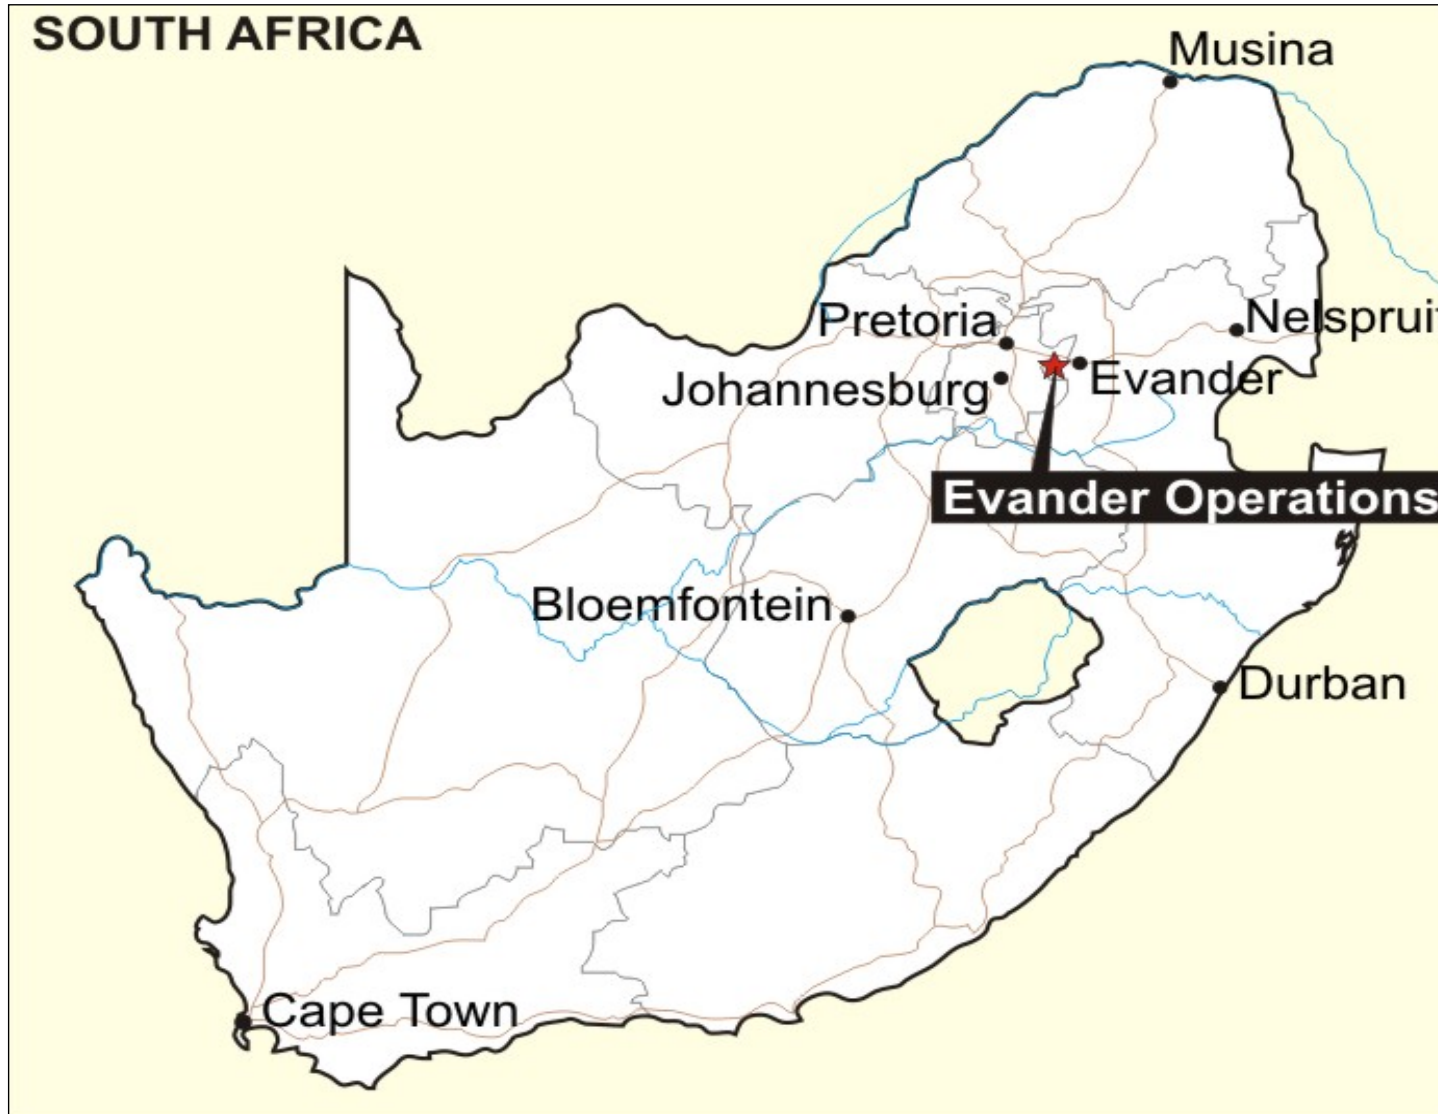 SOUTH AFRICA
Musina
Pretoria
Nelspruit
Johannesburg
Evander
Evander Operations
Bloemfontein
Durban
Cape Town